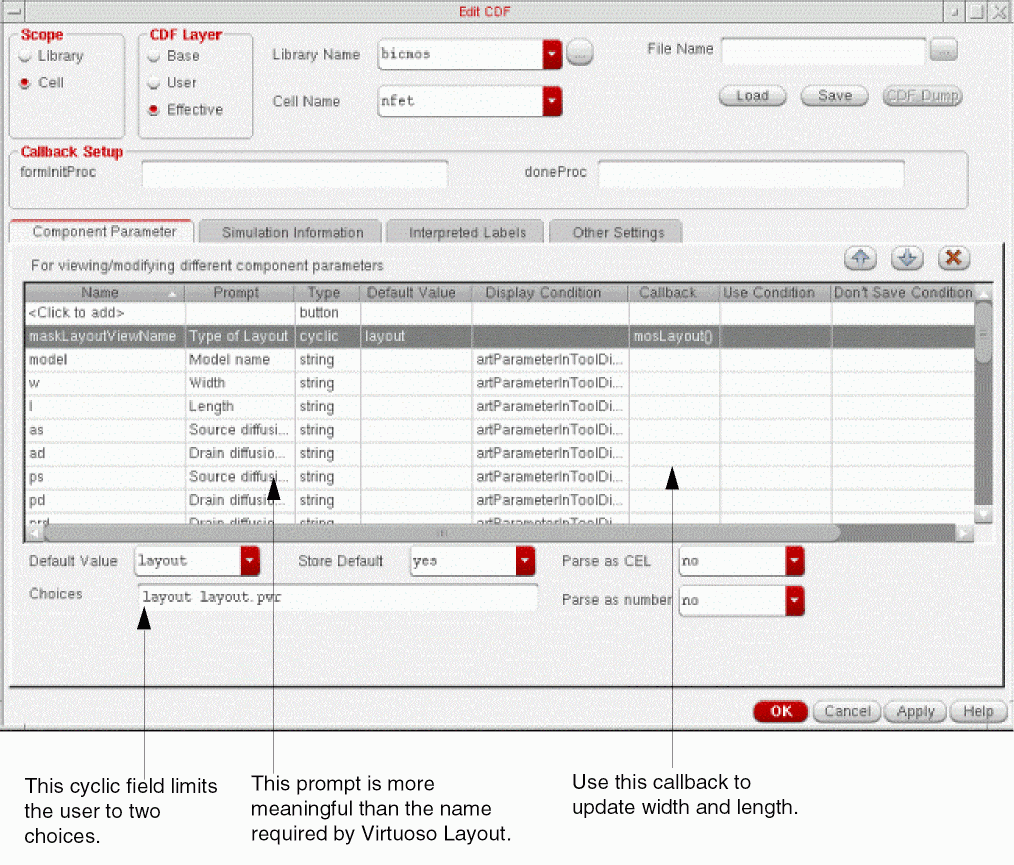 Edit CDF
Scope
Library
Cell
CDF Layer
Base
User
Effective
Library Name bicmos ...
Cell Name nfet
File Name ...
Load Save CDF Dump
Callback Setup
formInitProc doneProc
Component Parameter Simulation Information Interpreted Labels Other Settings
For viewing/modifying different component parameters
Name Prompt Type Default Value Display Condition Callback Use Condition Don't Save Condition
<Click to add> button
maskLayoutViewName Type of Layout cyclic layout mosLayout()
model Model name string artParameterInToolDi...
w Width string artParameterInToolDi...
l Length string artParameterInToolDi...
as Source diffusi... string artParameterInToolDi...
ad Drain diffusio... string artParameterInToolDi...
ps Source diffusi... string artParameterInToolDi...
pd Drain diffusio... string artParameterInToolDi...
nrd Drain diffusio... string artParameterInToolDi...
Default Value layout Store Default yes Parse as CEL no
Choices layout layout.pwr Parse as number no
OK Cancel Apply Help
This cyclic field limits
the user to two
choices.
This prompt is more
meaningful than the name
required by Virtuoso Layout.
Use this callback to
update width and length.